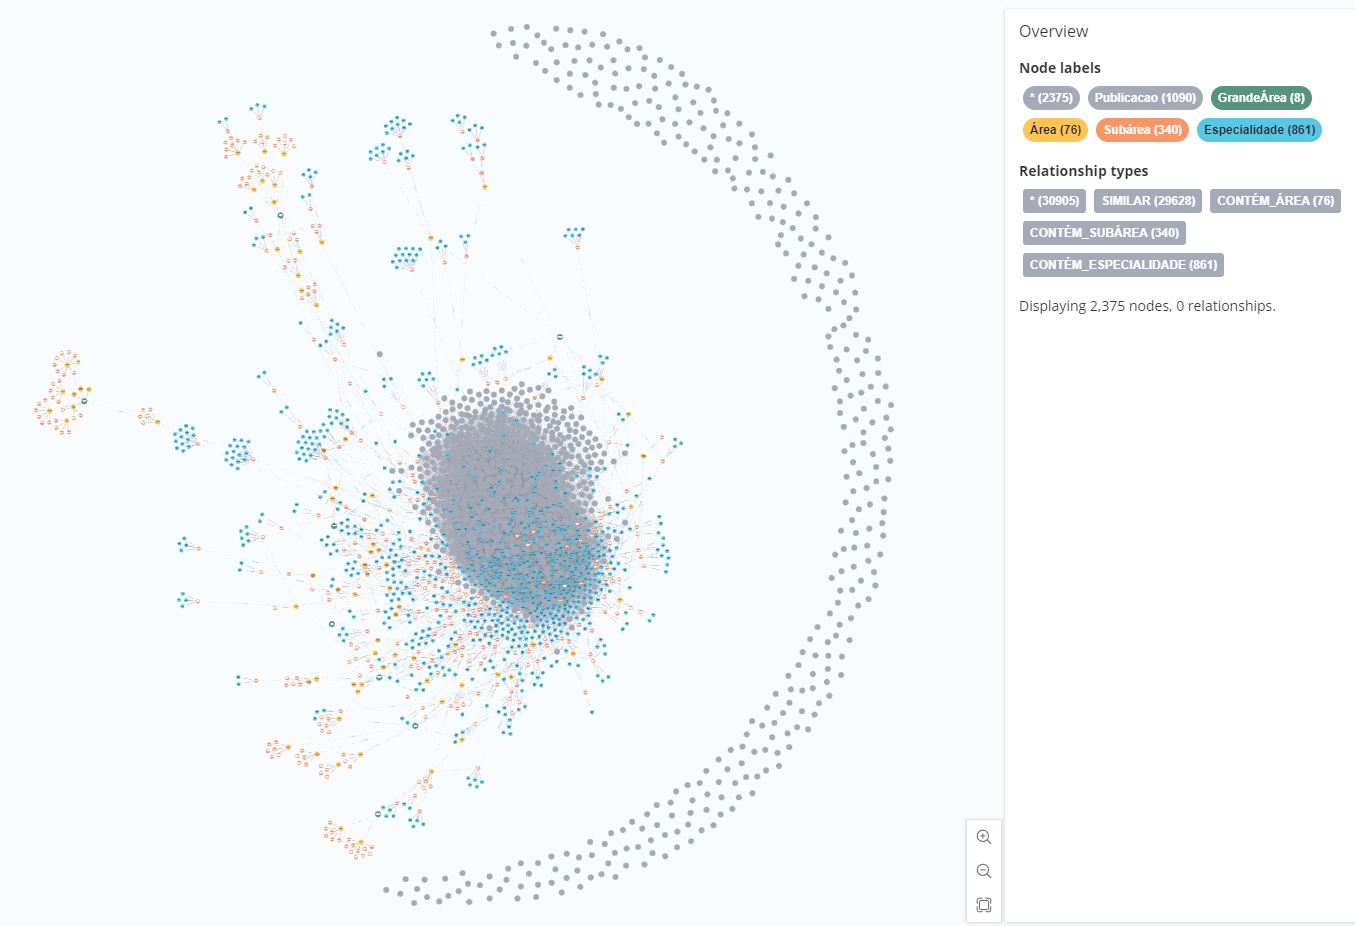 Overview
Node labels
* (2375) Publicacao (1090) GrandeÁrea (8)
Área (76) Subárea (340) Especialidade (861)
Relationship types
* (30905) SIMILAR (29628) CONTÉM_ÁREA (76)
CONTÉM_SUBÁREA (340)
CONTÉM_ESPECIALIDADE (861)
Displaying 2,375 nodes, 0 relationships.